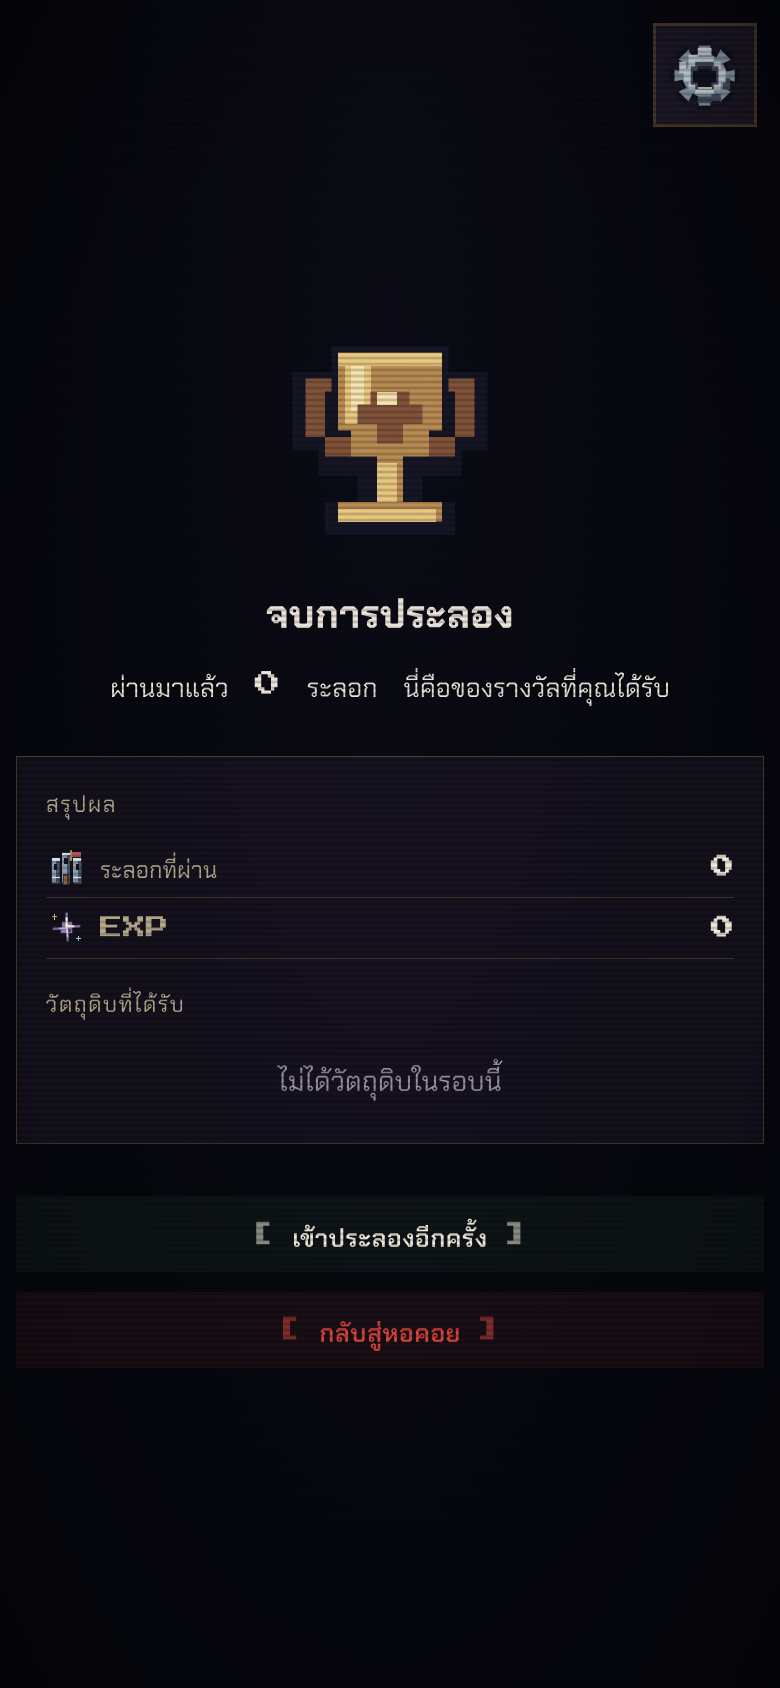 จบการประลอง
ผ่านมาแล้ว 0 ระลอก นี่คือของรางวัลที่คุณได้รับ
สรุปผล
ระลอกที่ผ่าน 0
EXP 0
วัตถุดิบที่ได้รับ
ไม่ได้วัตถุดิบในรอบนี้
[ เข้าประลองอีกครั้ง ]
[ กลับสู่หอคอย ]